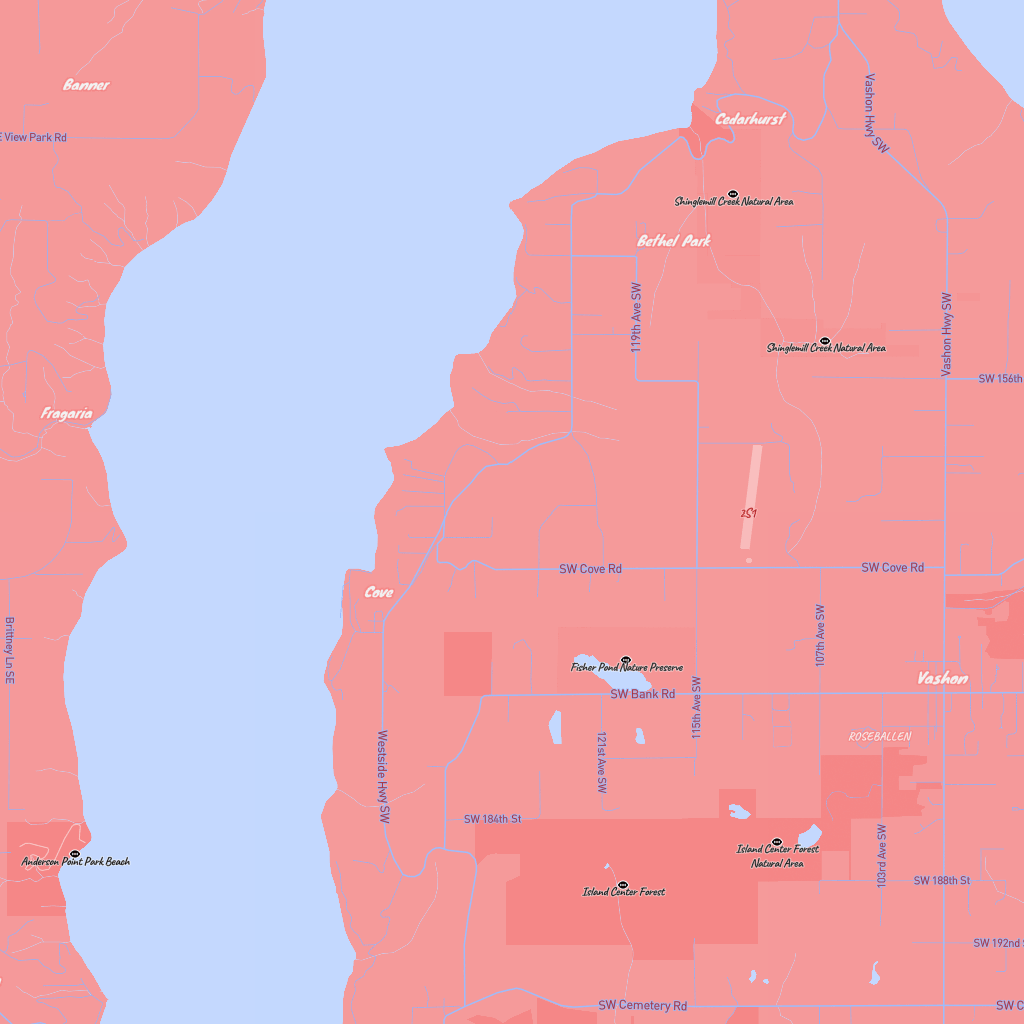 Banner
E View Park Rd
Cedarhurst
Vashon Hwy SW
Shinglemill Creek Natural Area
Bethel Park
119th Ave SW
Vashon Hwy SW
Shinglemill Creek Natural Area
SW 156th
Fragaria
2S1
SW Cove Rd
SW Cove Rd
Cove
Brittney Ln SE
107th Ave SW
Fisher Pond Nature Preserve
Vashon
SW Bank Rd
115th Ave SW
ROSEBALLEN
Westside Hwy SW
121st Ave SW
SW 184th St
Anderson Point Park Beach
Island Center Forest
Natural Area
103rd Ave SW
SW 188th St
Island Center Forest
SW 192nd
SW Cemetery Rd
SW C